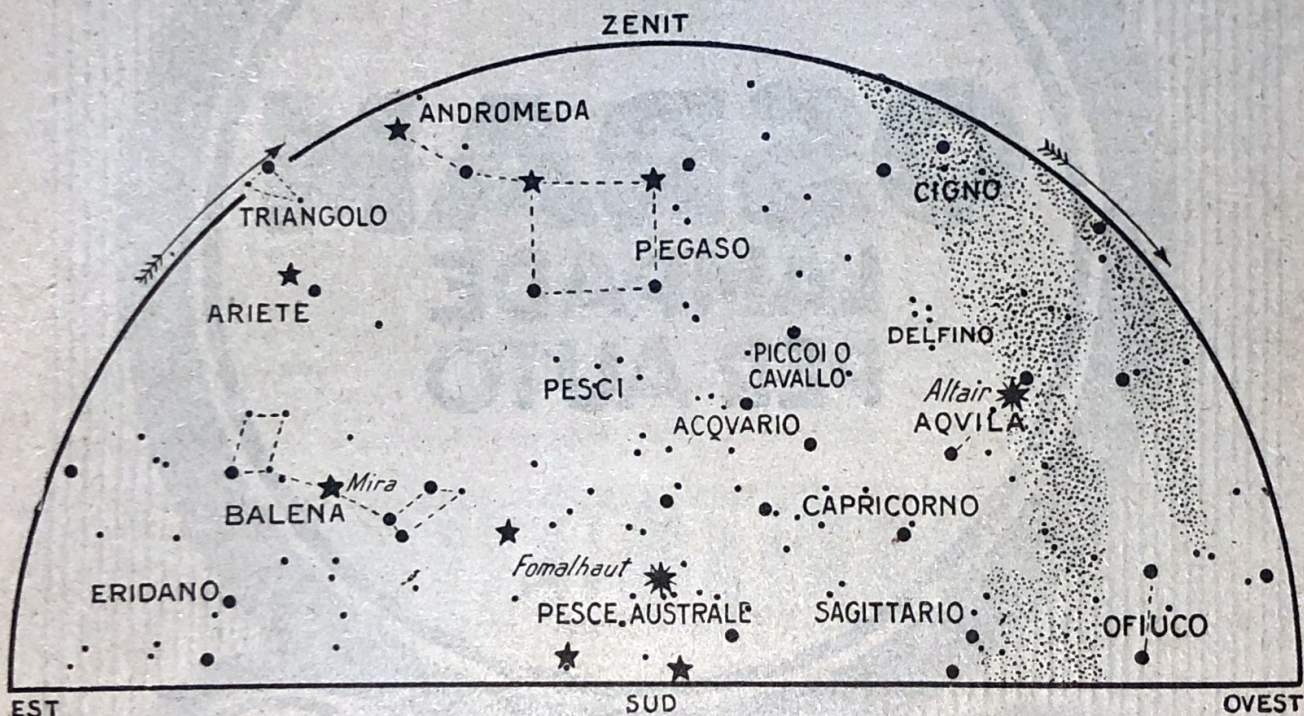 ZENIT
ANDROMEDA
CIGNO
TRIANGOLO
PEGASO
ARIETE
DELFINO
PICCOLO
CAVALLO
PESCI
Altair
AQVILA
ACQVARIO
Mira
BALENA
CAPRICORNO
Fomalhaut
ERIDANO
PESCE AUSTRALE
SAGITTARIO
OFIUCO
EST
SUD
OVEST